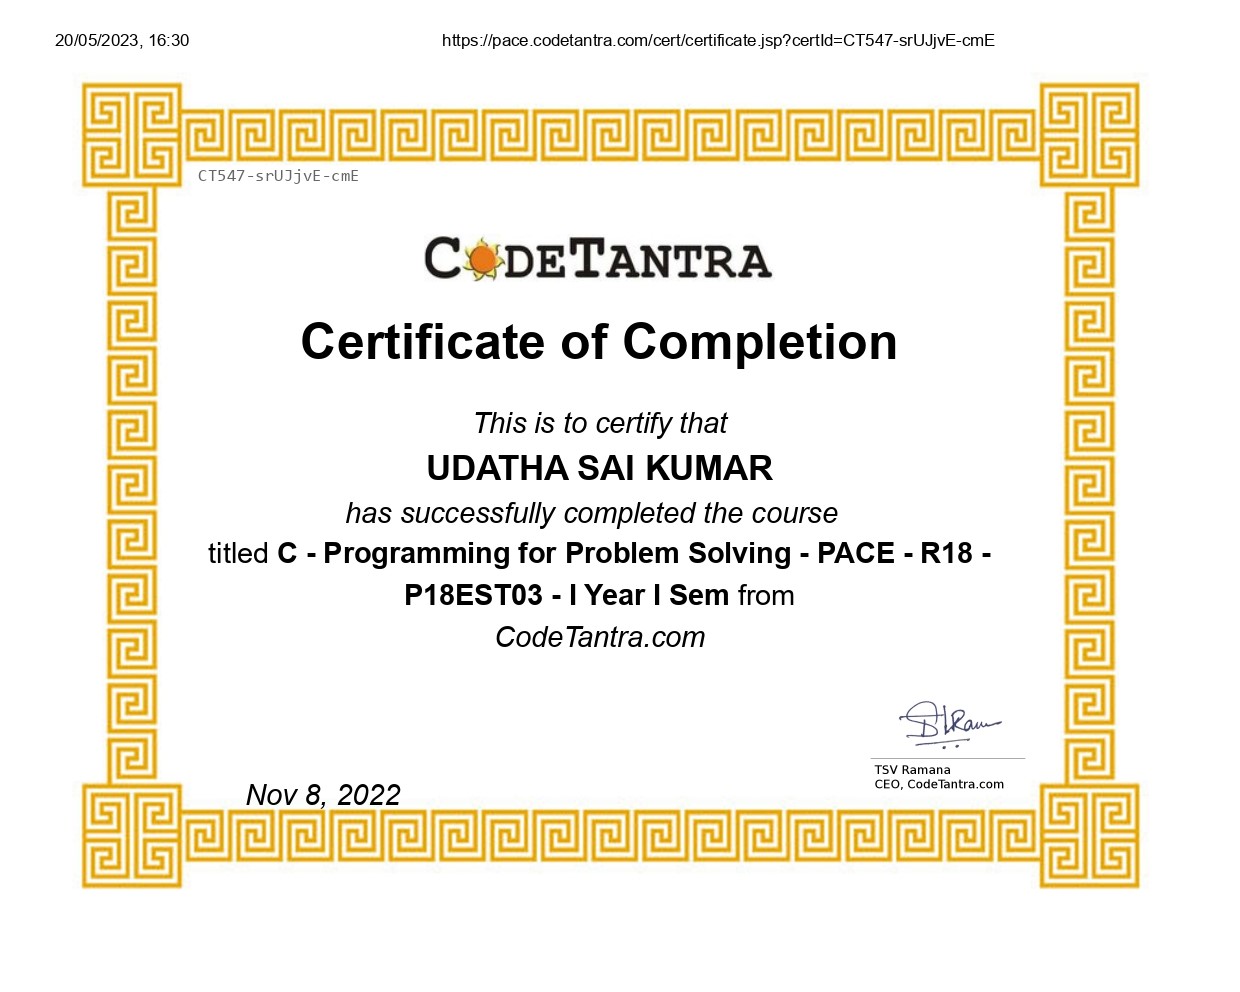 20/05/2023, 16:30 https://pace.codetantra.com/cert/certificate.jsp?certId=CT547-srUJjvE-cmE
CT547-srUJjvE-cmE
CODETANTRA
Certificate of Completion
This is to certify that
UDATHA SAI KUMAR
has successfully completed the course
titled C - Programming for Problem Solving - PACE - R18 -
P18EST03 - I Year I Sem from
CodeTantra.com
TSV Ramana
CEO, CodeTantra.com
Nov 8, 2022